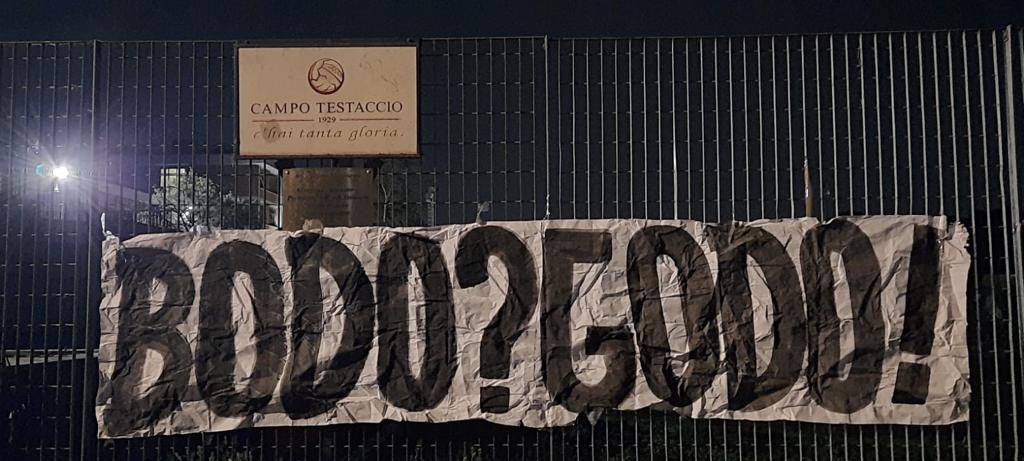 CAMPO TESTACCIO
1929
c'hai tanta gloria.
BODO? GODO!